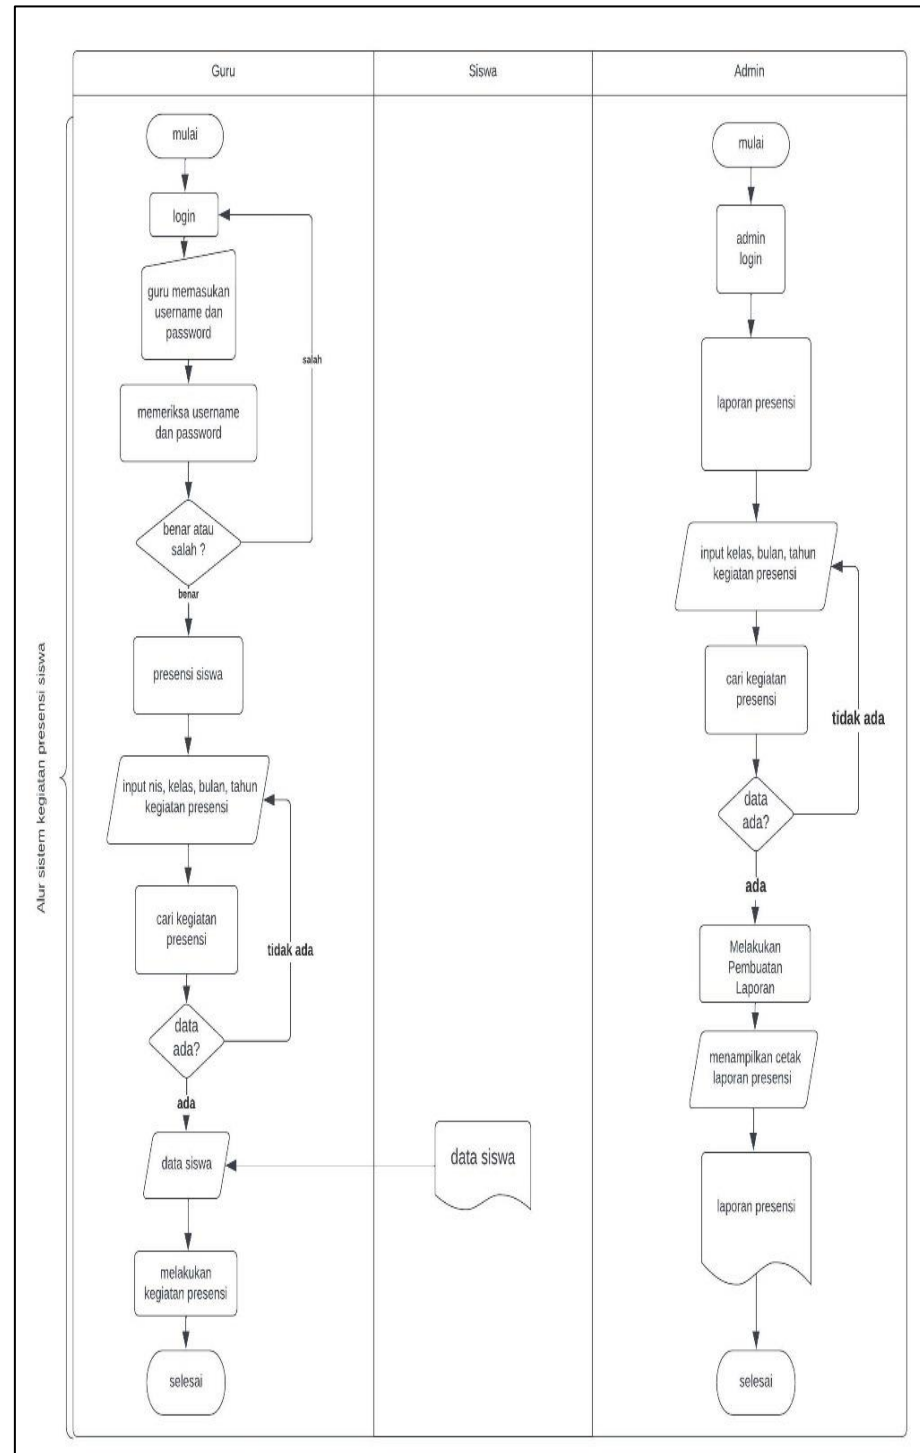 Guru
Siswa
Admin
Alur sistem kegiatan presensi siswa
mulai
login
guru memasukan
username dan
password
salah
memeriksa username
dan password
benar atau
salah ?
benar
presensi siswa
input nis, kelas, bulan, tahun
kegiatan presensi
cari kegiatan
presensi
tidak ada
data
ada?
ada
data siswa
melakukan
kegiatan presensi
selesai
data siswa
mulai
admin
login
laporan presensi
input kelas, bulan, tahun
kegiatan presensi
cari kegiatan
presensi
tidak ada
data
ada?
ada
Melakukan
Pembuatan
Laporan
menampilkan cetak
laporan presensi
laporan presensi
selesai